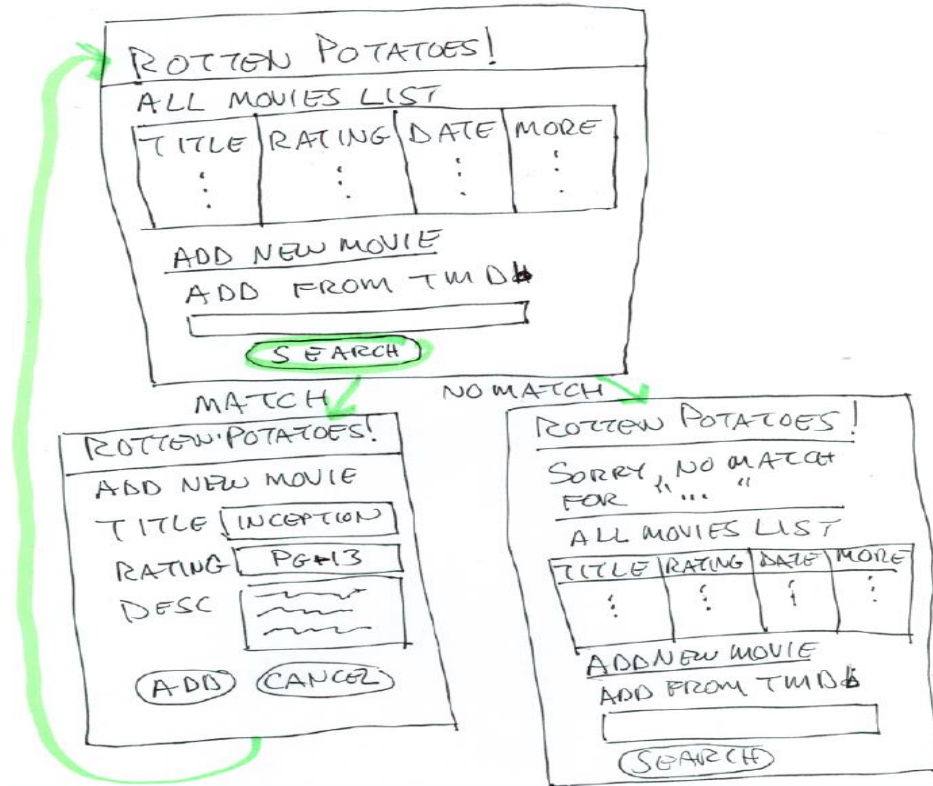 ROTTEN POTATOES!
ALL MOVIES LIST
TITLE RATING DATE MORE
ADD NEW MOVIE
ADD FROM TMDb
SEARCH
MATCH
NO MATCH
ROTTEN POTATOES!
ADD NEW MOVIE
TITLE INCEPTION
RATING PG-13
DESC
ADD CANCEL
ROTTEN POTATOES!
SORRY, NO MATCH
FOR "..."
ALL MOVIES LIST
TITLE RATING DATE MORE
ADD NEW MOVIE
ADD FROM TMDb
SEARCH